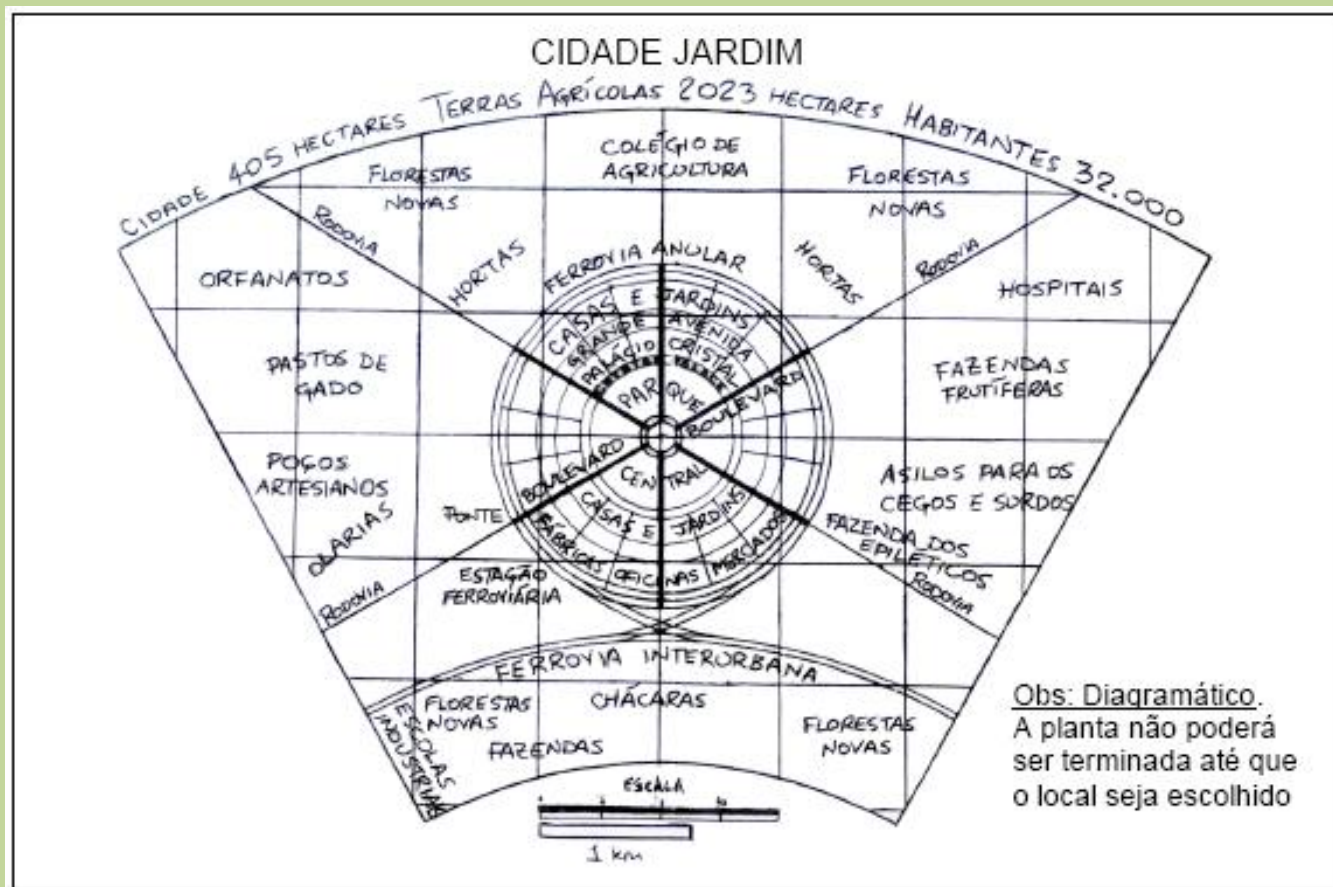 CIDADE JARDIM
CIDADE 405 HECTARES TERRAS AGRÍCOLAS 2023 HECTARES HABITANTES 32.000
COLÉGIO DE
AGRICULTURA
FLORESTAS
NOVAS
FLORESTAS
NOVAS
RODOVIA
HORTAS
FERROVIA ANULAR
HORTAS
RODOVIA
ORFANATOS
HOSPITAIS
CASAS E JARDINS
GRANDE AVENIDA
PALÁCIO CRISTAL
CRYSTAL PALACE
PARQUE
BOULEVARD
PASTOS DE
GADO
FAZENDAS
FRUTÍFERAS
POÇOS
ARTESIANOS
BOULEVARD
CENTRAL
ASILOS PARA OS
CEGOS E SURDOS
OLARIAS
PONTE
CASAS E JARDINS
FAZENDA DOS
EPILÉTICOS
FÁBRICAS OFICINAS MERCADOS
RODOVIA
ESTAÇÃO
FERROVIÁRIA
RODOVIA
FERROVIA INTERURBANA
ESCOLAS
INDUSTRIAIS
FLORESTAS
NOVAS
CHÁCARAS
FAZENDAS
FLORESTAS
NOVAS
Obs: Diagramático.
A planta não poderá
ser terminada até que
o local seja escolhido
ESCALA
1 km